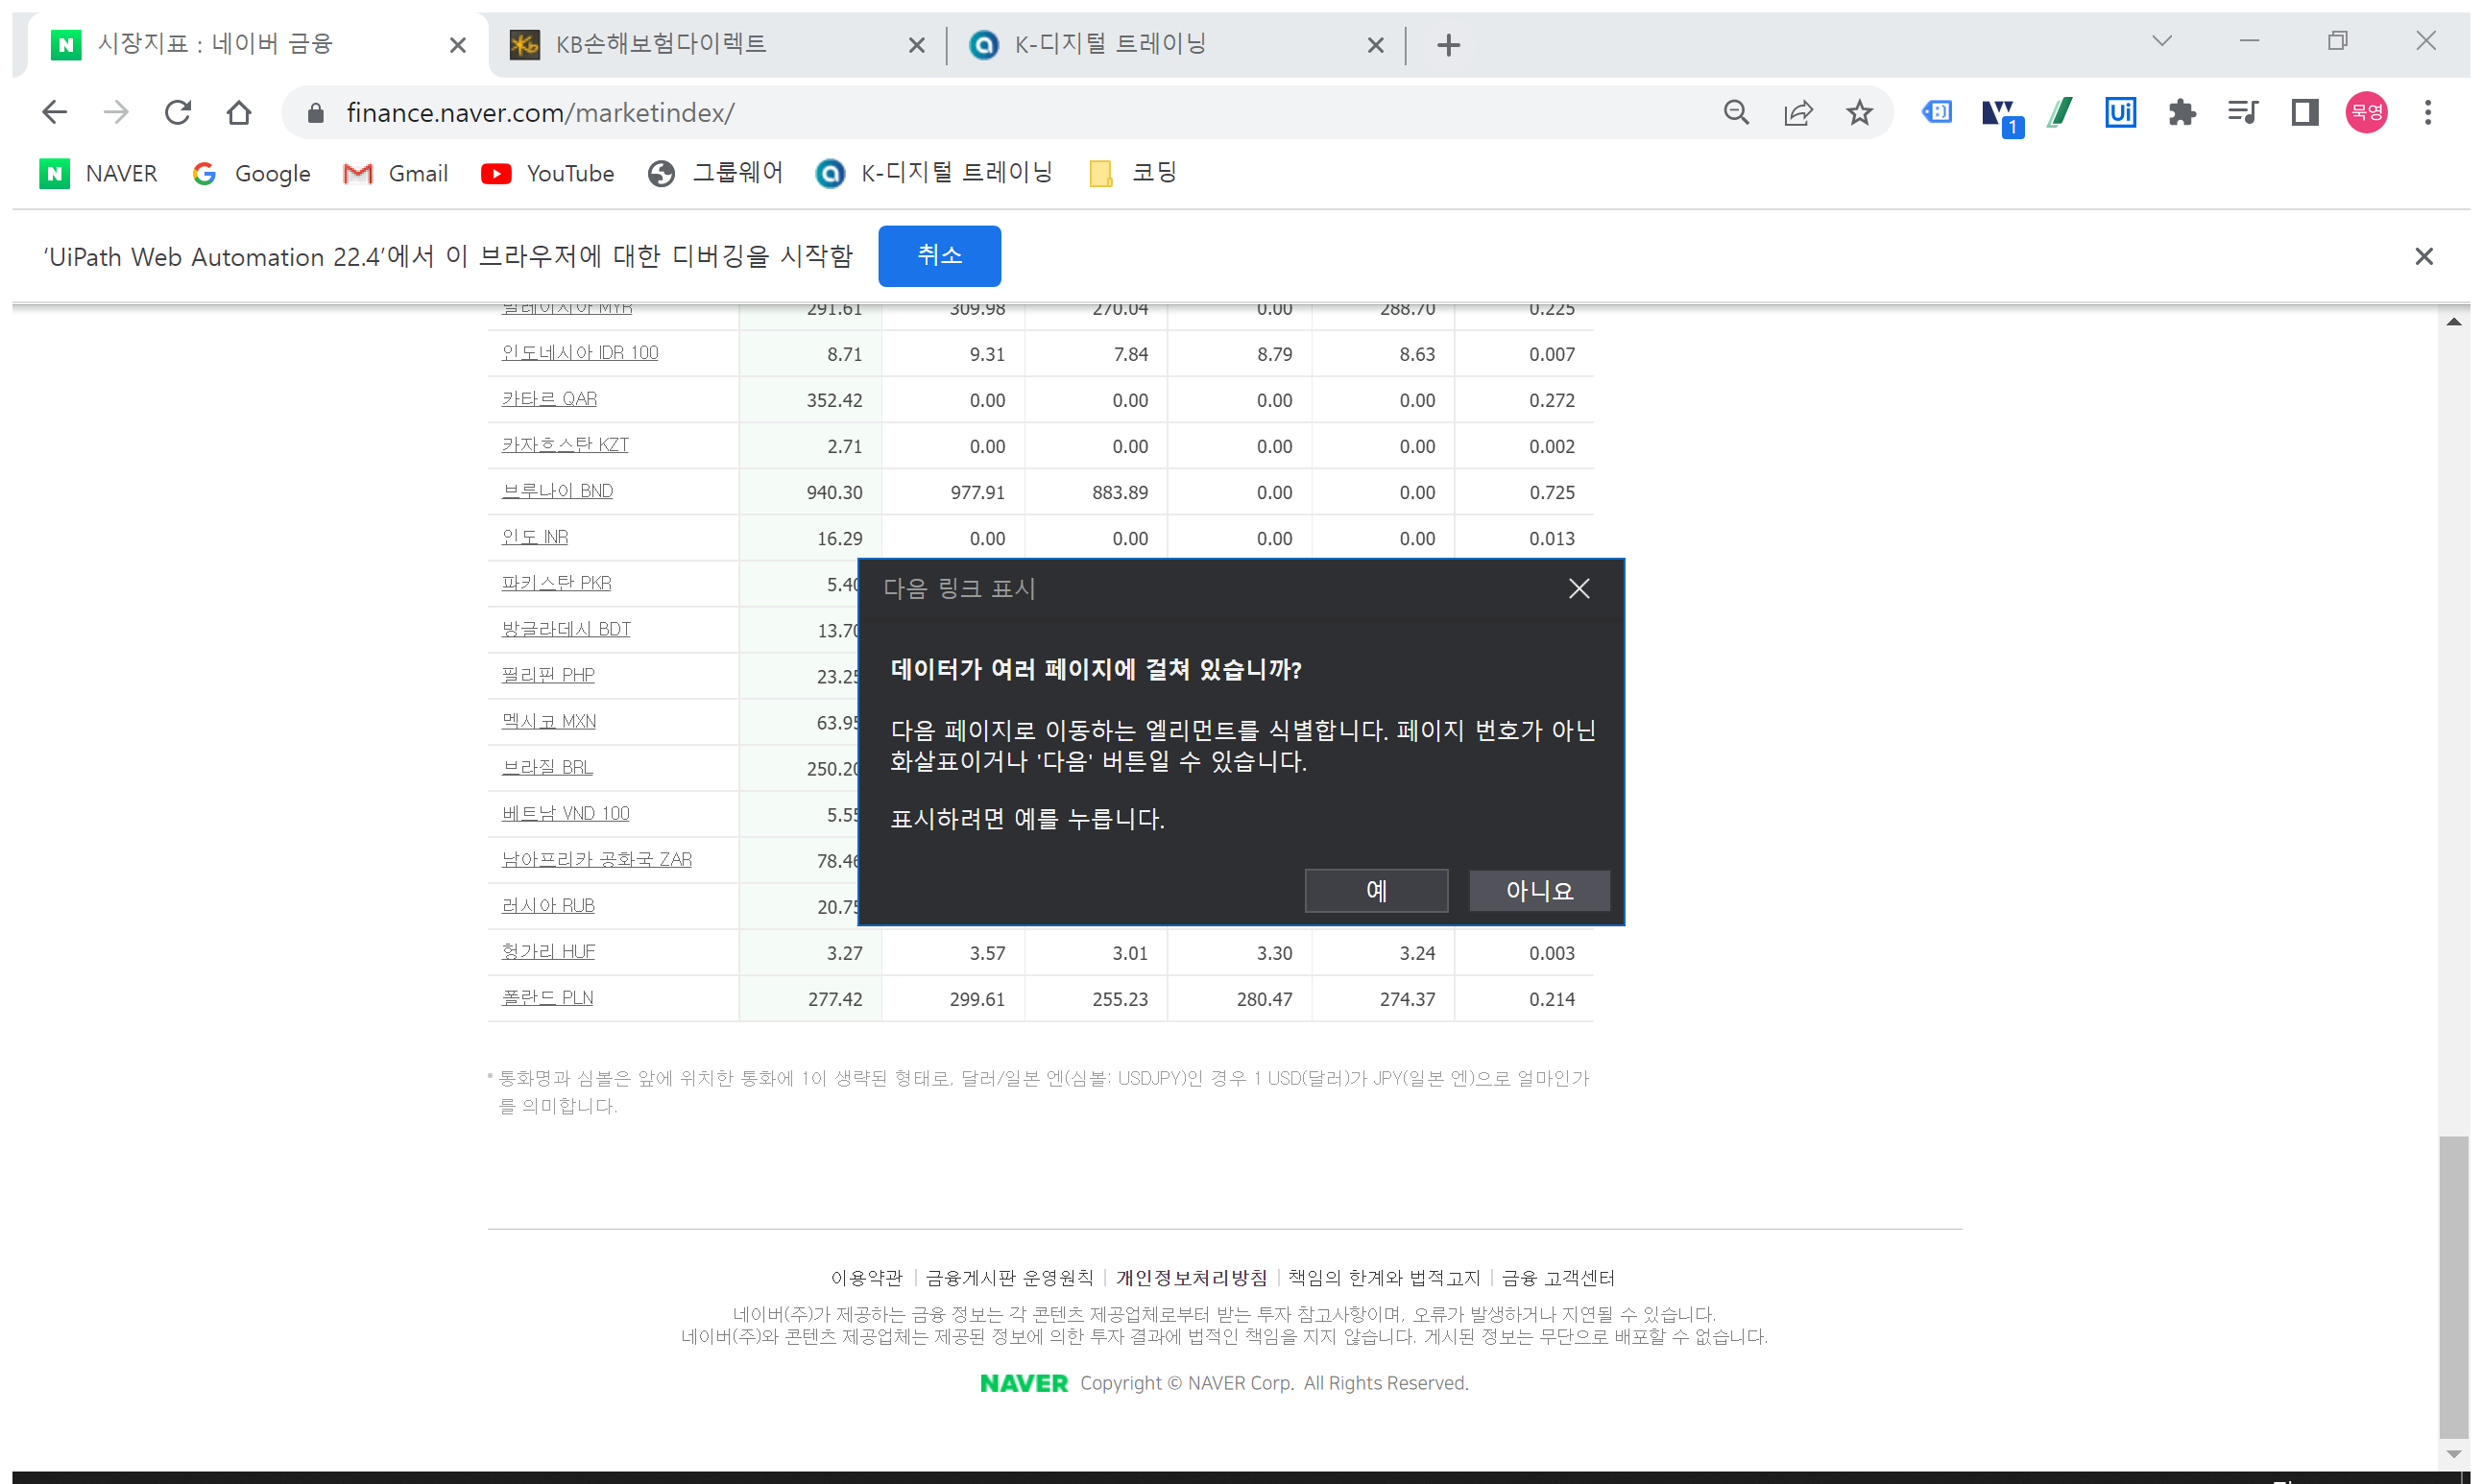 시장지표 : 네이버 금융
KB손해보험다이렉트
K-디지털 트레이닝
finance.naver.com/marketindex/
1
묵영
NAVER Google Gmail YouTube 그룹웨어 K-디지털 트레이닝 코딩
'UiPath Web Automation 22.4'에서 이 브라우저에 대한 디버깅을 시작함 취소
말레이시아 MYR 291.61 309.98 270.04 0.00 288.70 0.225
인도네시아 IDR 100 8.71 9.31 7.84 8.79 8.63 0.007
카타르 QAR 352.42 0.00 0.00 0.00 0.00 0.272
카자흐스탄 KZT 2.71 0.00 0.00 0.00 0.00 0.002
브루나이 BND 940.30 977.91 883.89 0.00 0.00 0.725
인도 INR 16.29 0.00 0.00 0.00 0.00 0.013
파키스탄 PKR 5.40
방글라데시 BDT 13.70
필리핀 PHP 23.25
멕시코 MXN 63.95
브라질 BRL 250.20
베트남 VND 100 5.55
남아프리카 공화국 ZAR 78.46
러시아 RUB 20.75
헝가리 HUF 3.27 3.57 3.01 3.30 3.24 0.003
폴란드 PLN 277.42 299.61 255.23 280.47 274.37 0.214
다음 링크 표시
데이터가 여러 페이지에 걸쳐 있습니까?
다음 페이지로 이동하는 엘리먼트를 식별합니다. 페이지 번호가 아닌
화살표이거나 '다음' 버튼일 수 있습니다.
표시하려면 예를 누릅니다.
예 아니요
* 통화명과 심볼은 앞에 위치한 통화에 1이 생략된 형태로, 달러/일본 엔(심볼: USDJPY)인 경우 1 USD(달러)가 JPY(일본 엔)으로 얼마인가
를 의미합니다.
이용약관 | 금융게시판 운영원칙 | 개인정보처리방침 | 책임의 한계와 법적고지 | 금융 고객센터
네이버(주)가 제공하는 금융 정보는 각 콘텐츠 제공업체로부터 받는 투자 참고사항이며, 오류가 발생하거나 지연될 수 있습니다.
네이버(주)와 콘텐츠 제공업체는 제공된 정보에 의한 투자 결과에 법적인 책임을 지지 않습니다. 게시된 정보는 무단으로 배포할 수 없습니다.
NAVER Copyright © NAVER Corp. All Rights Reserved.